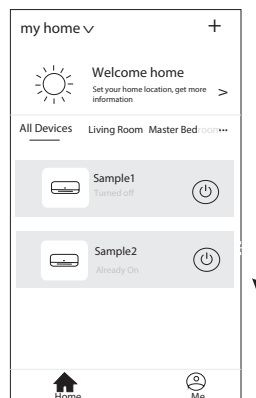 my home
Welcome home
Set your home location, get more
information
All Devices Living Room Master Bedroom
Sample1
Turned off
Sample2
Already On
Home
Me